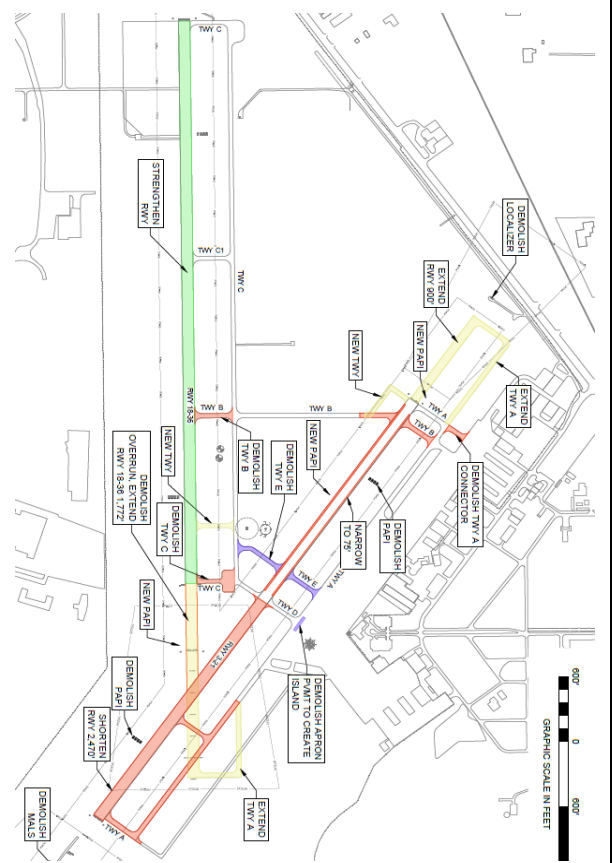 TWY C
DEMOLISH
LOCALIZER
STRENGTHEN
RWY
TWY C1
TWY C
EXTEND
RWY 900'
NEW PAPI
EXTEND
TWY A
NEW TWY
TWY A
TWY B
RWY 18-36
TWY B
TWY B
DEMOLISH
TWY B
NEW PAPI
DEMOLISH TWY A
CONNECTOR
DEMOLISH
TWY E
DEMOLISH
PAPI
NEW TWY
NARROW
TO 75'
DEMOLISH
OVERRUN, EXTEND
RWY 18-36 1,772'
DEMOLISH
TWY C
TWY C
TWY E
TWY A
TWY D
NEW PAPI
RWY 3-21
DEMOLISH APRON
PVMT TO CREATE
ISLAND
DEMOLISH
PAPI
SHORTEN
RWY 2,470'
EXTEND
TWY A
TWY A
DEMOLISH
MALS
600'
0
600'
GRAPHIC SCALE IN FEET